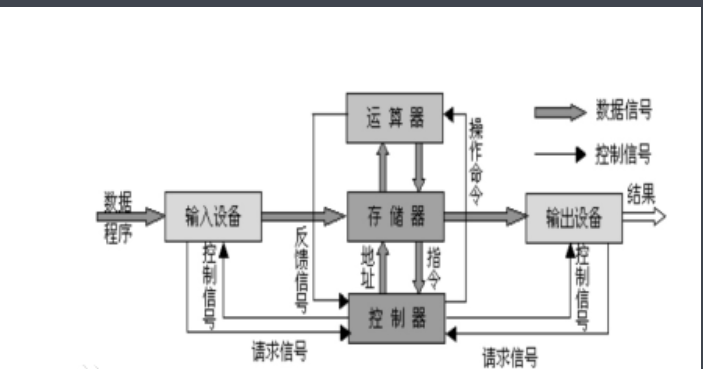 运算器
操作命令
数据信号
控制信号
数据
程序
输入设备
存储器
输出设备
结果
反馈信号
地址
指令
控制信号
控制信号
控制器
请求信号
请求信号